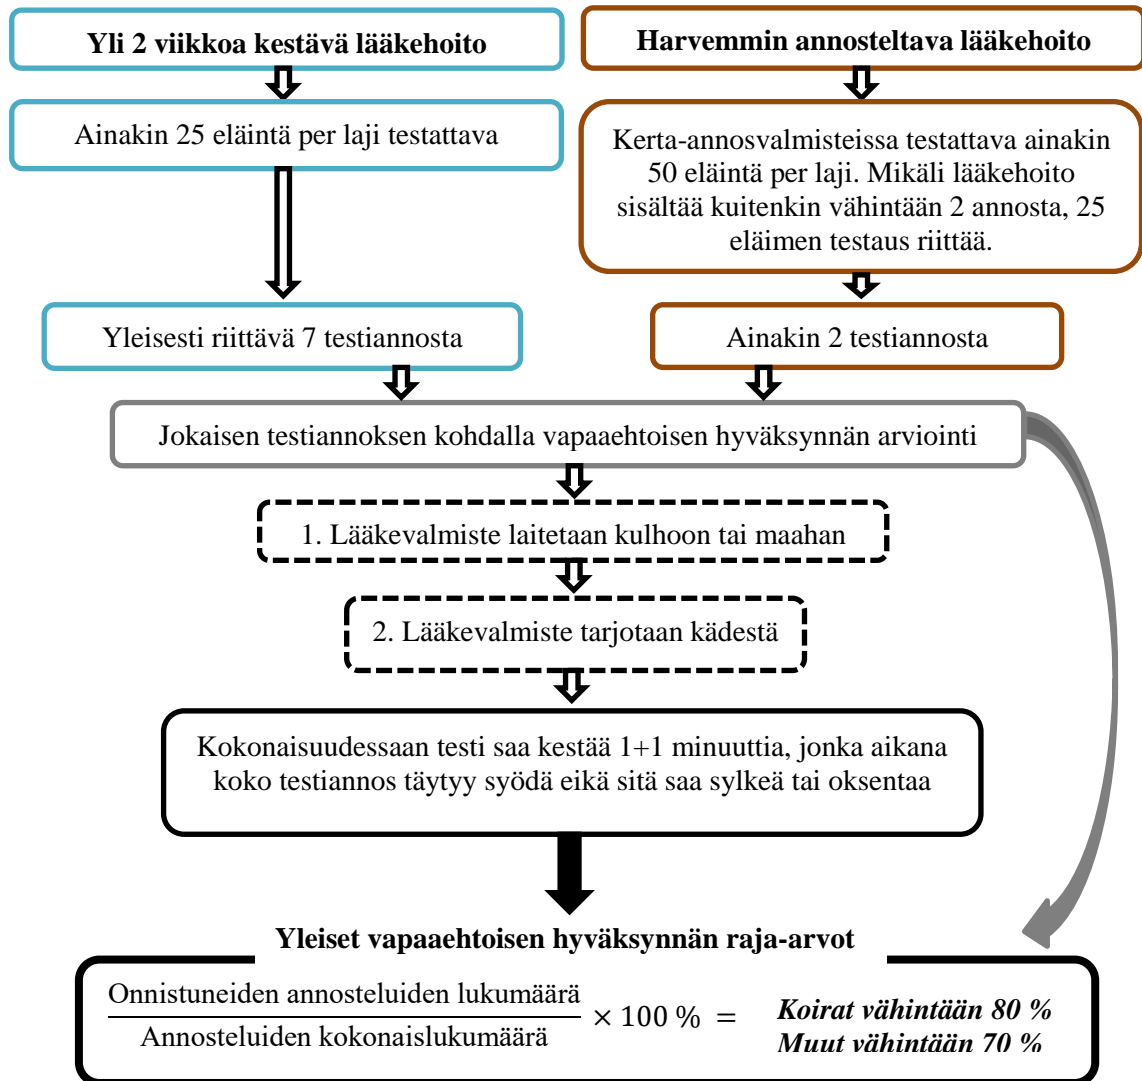 Yli 2 viikkoa kestävä lääkehoito
Harvemmin annosteltava lääkehoito
Ainakin 25 eläintä per laji testattava
Kerta-annosvalmisteissa testattava ainakin
50 eläintä per laji. Mikäli lääkehoito
sisältää kuitenkin vähintään 2 annosta, 25
eläimen testaus riittää.
Yleisesti riittävä 7 testiannosta
Ainakin 2 testiannosta
Jokaisen testiannoksen kohdalla vapaaehtoisen hyväksynnän arviointi
1. Lääkevalmiste laitetaan kulhoon tai maahan
2. Lääkevalmiste tarjotaan kädestä
Kokonaisuudessaan testi saa kestää 1+1 minuuttia, jonka aikana
koko testiannos täytyy syödä eikä sitä saa sylkeä tai oksentaa
Yleiset vapaaehtoisen hyväksynnän raja-arvot
Onnistuneiden annosteluiden lukumäärä
Annosteluiden kokonaislukumäärä
× 100 % =
Koirat vähintään 80 %
Muut vähintään 70 %